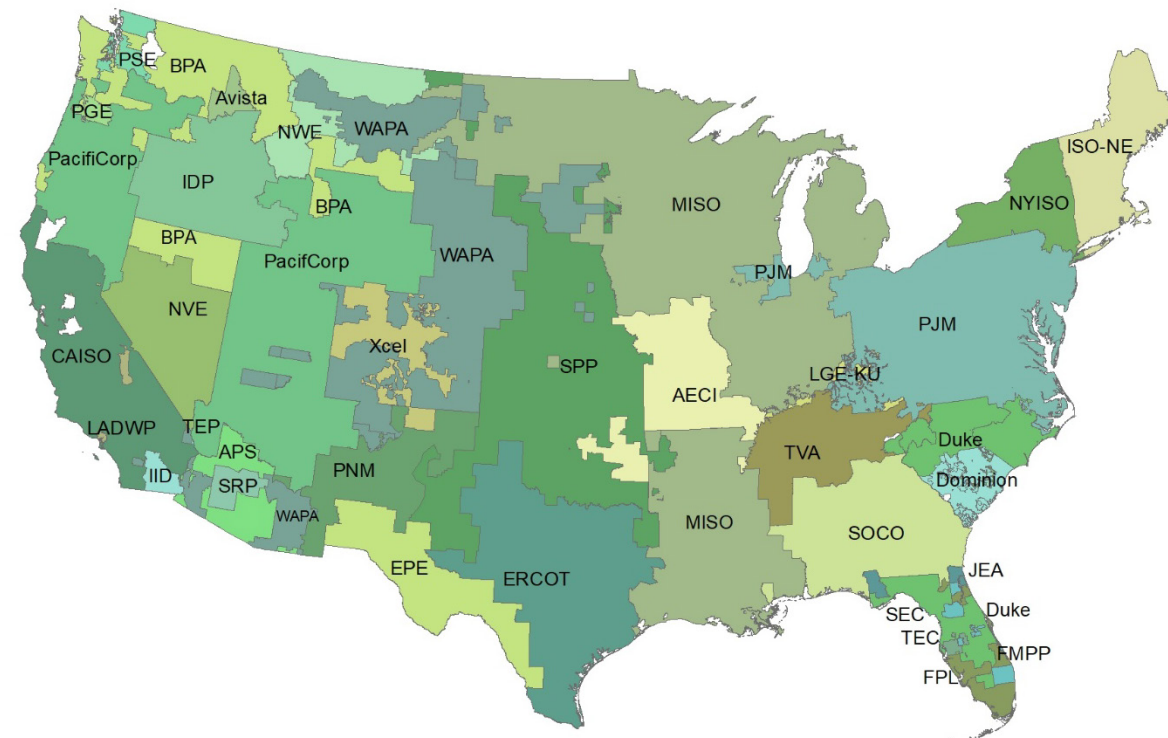 PSE
BPA
Avista
PGE
NWE
WAPA
ISO-NE
PacifiCorp
IDP
BPA
MISO
NYISO
BPA
PacifCorp
WAPA
PJM
NVE
PJM
CAISO
Xcel
SPP
LGE-KU
AECI
LADWP
TEP
APS
Duke
TVA
IID
SRP
PNM
Dominion
WAPA
MISO
SOCO
EPE
ERCOT
JEA
SEC
Duke
TEC
FMPP
FPL